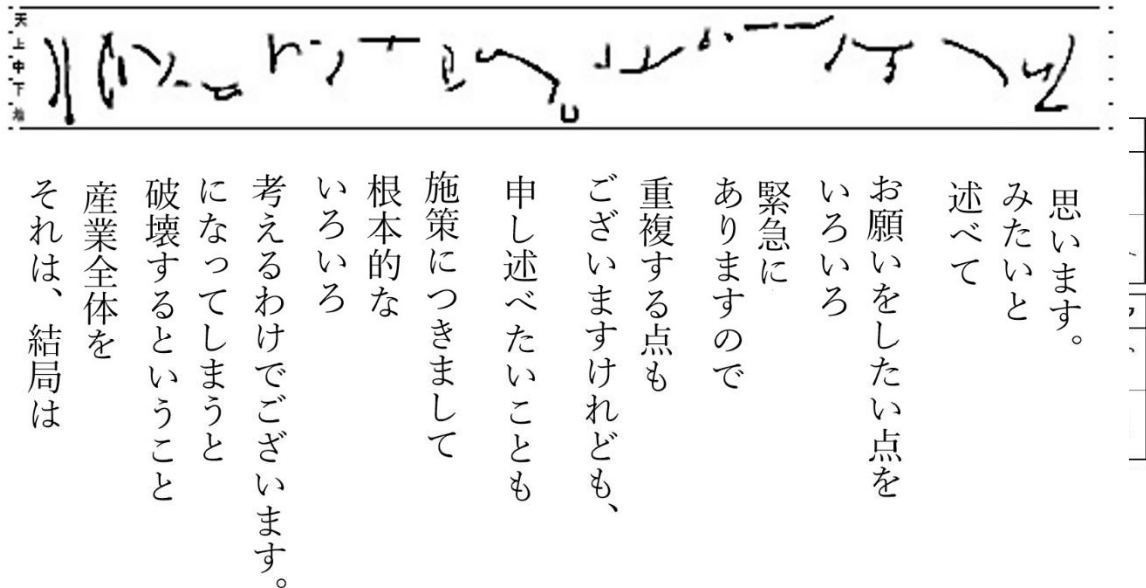 天
上
中
下
地
それは、結局は
産業全体を
破壊するということ
になってしまうと
考えるわけでございます。
いろいろ
根本的な
施策につきまして
申し述べたいことも
ございますけれども、
重複する点も
ありますので
緊急に
いろいろ
お願いをしたい点を
述べて
みたいと
思います。